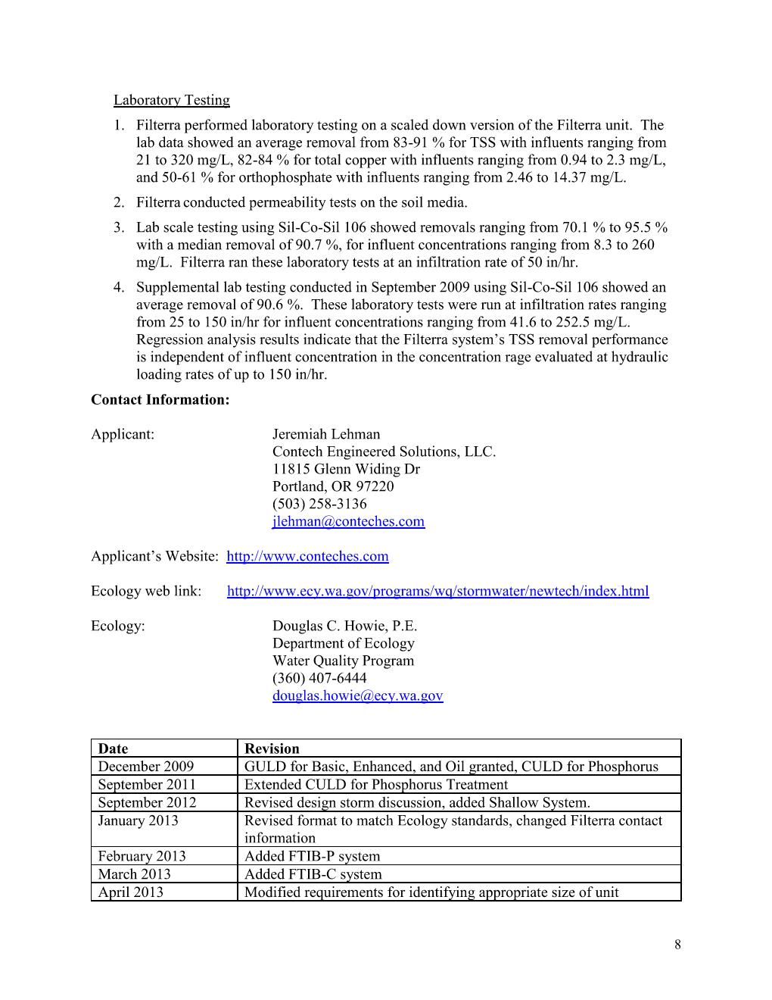 Laboratory Testing
1. Filterra performed laboratory testing on a scaled down version of the Filterra unit.  The
lab data showed an average removal from 83-91 % for TSS with influents ranging from
21 to 320 mg/L, 82-84 % for total copper with influents ranging from 0.94 to 2.3 mg/L,
and 50-61 % for orthophosphate with influents ranging from 2.46 to 14.37 mg/L.
2. Filterra conducted permeability tests on the soil media.
3. Lab scale testing using Sil-Co-Sil 106 showed removals ranging from 70.1 % to 95.5 %
with a median removal of 90.7 %, for influent concentrations ranging from 8.3 to 260
mg/L.  Filterra ran these laboratory tests at an infiltration rate of 50 in/hr.
4. Supplemental lab testing conducted in September 2009 using Sil-Co-Sil 106 showed an
average removal of 90.6 %.  These laboratory tests were run at infiltration rates ranging
from 25 to 150 in/hr for influent concentrations ranging from 41.6 to 252.5 mg/L.
Regression analysis results indicate that the Filterra system's TSS removal performance
is independent of influent concentration in the concentration rage evaluated at hydraulic
loading rates of up to 150 in/hr.
Contact Information:
Applicant: Jeremiah Lehman
Contech Engineered Solutions, LLC.
11815 Glenn Widing Dr
Portland, OR 97220
(503) 258-3136
jlehman@conteches.com
Applicant's Website: http://www.conteches.com
Ecology web link: http://www.ecy.wa.gov/programs/wq/stormwater/newtech/index.html
Ecology: Douglas C. Howie, P.E.
Department of Ecology
Water Quality Program
(360) 407-6444
douglas.howie@ecy.wa.gov
Date Revision
December 2009 GULD for Basic, Enhanced, and Oil granted, CULD for Phosphorus
September 2011 Extended CULD for Phosphorus Treatment
September 2012 Revised design storm discussion, added Shallow System.
January 2013 Revised format to match Ecology standards, changed Filterra contact
information
February 2013 Added FTIB-P system
March 2013 Added FTIB-C system
April 2013 Modified requirements for identifying appropriate size of unit
8